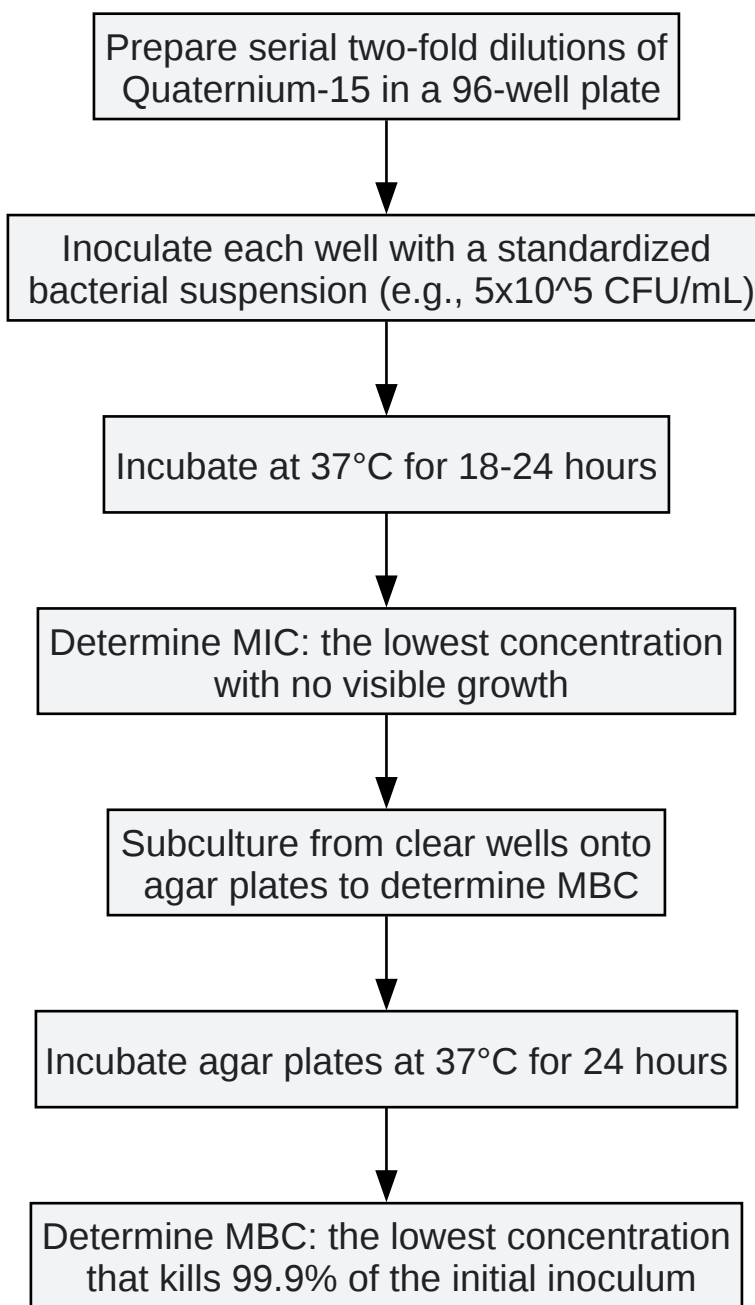 Prepare serial two-fold dilutions of
Quaternium-15 in a 96-well plate
Inoculate each well with a standardized
bacterial suspension (e.g., 5x10^5 CFU/mL)
Incubate at 37°C for 18-24 hours
Determine MIC: the lowest concentration
with no visible growth
Subculture from clear wells onto
agar plates to determine MBC
Incubate agar plates at 37°C for 24 hours
Determine MBC: the lowest concentration
that kills 99.9% of the initial inoculum